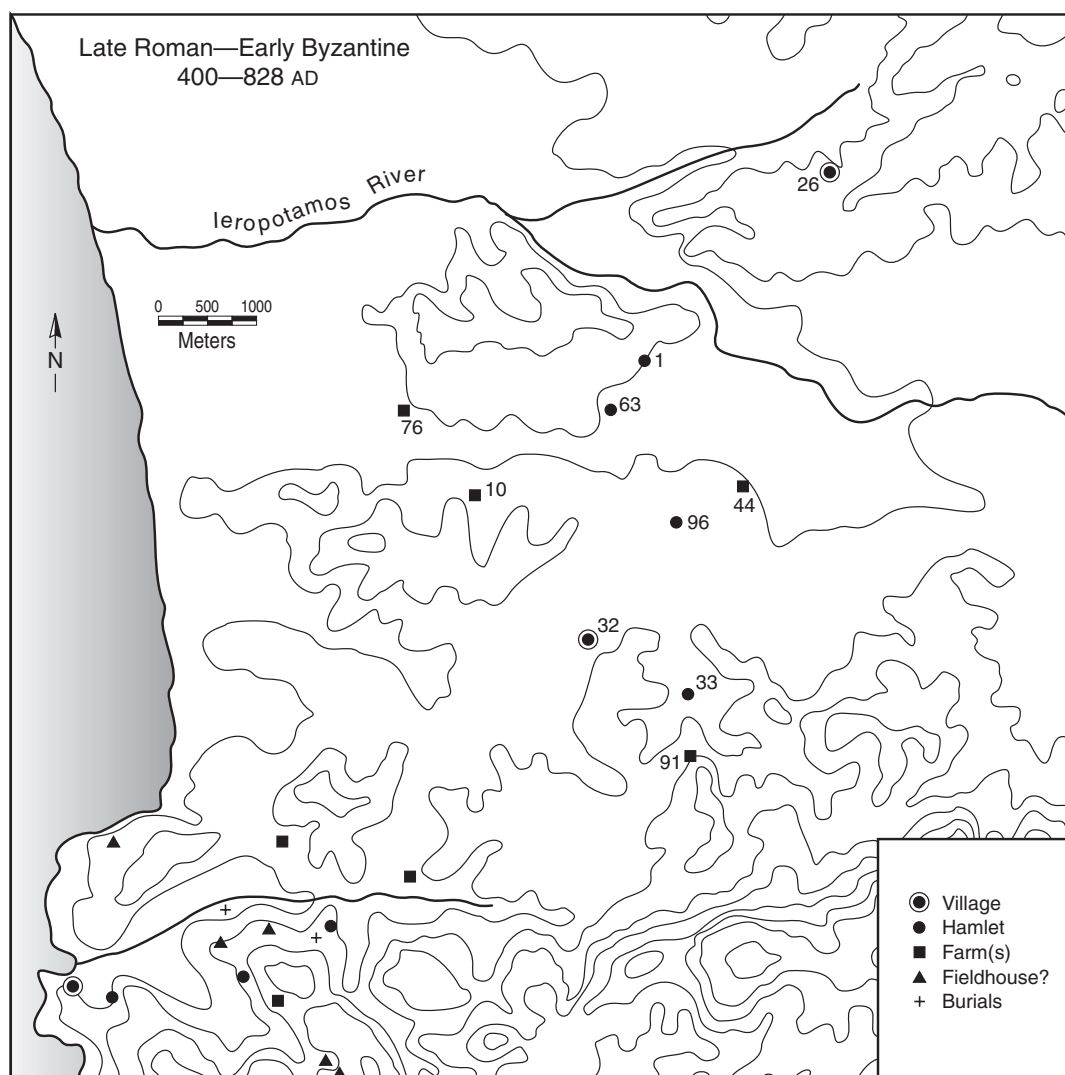 Late Roman—Early Byzantine
400—828 AD
Ieropotamos River
26
0 500 1000
Meters
N
1
63
76
10
44
96
32
33
91
Village
Hamlet
Farm(s)
Fieldhouse?
Burials